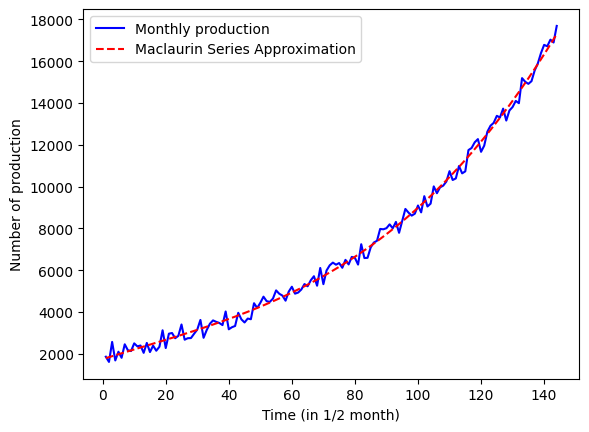 Monthly production
Maclaurin Series Approximation
18000
16000
14000
12000
10000
8000
6000
4000
2000
Number of production
0 20 40 60 80 100 120 140
Time (in 1/2 month)